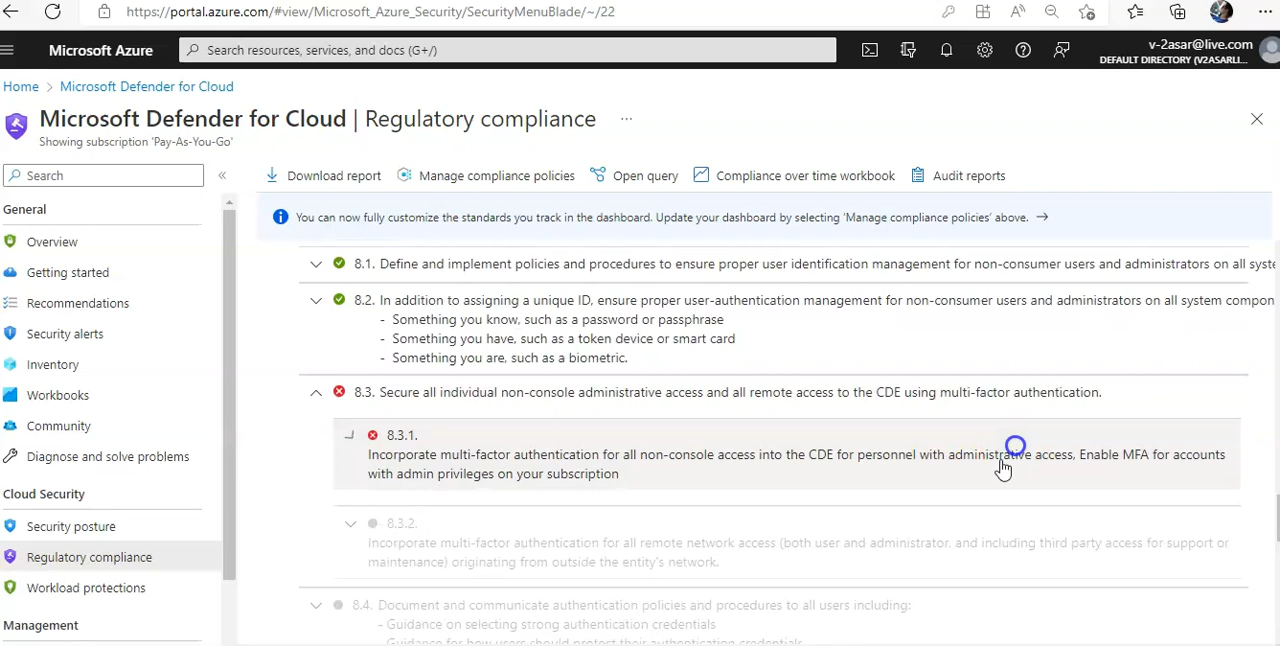 https://portal.azure.com/#view/Microsoft_Azure_Security/SecurityMenuBlade/~/22
Microsoft Azure
Search resources, services, and docs (G+/)
v-2asar@live.com
DEFAULT DIRECTORY (V2ASARLI...
Home > Microsoft Defender for Cloud
Microsoft Defender for Cloud | Regulatory compliance ...
Showing subscription 'Pay-As-You-Go'
Search
Download report
Manage compliance policies
Open query
Compliance over time workbook
Audit reports
General
Overview
Getting started
Recommendations
Security alerts
Inventory
Workbooks
Community
Diagnose and solve problems
Cloud Security
Security posture
Regulatory compliance
Workload protections
Management
You can now fully customize the standards you track in the dashboard. Update your dashboard by selecting 'Manage compliance policies' above. →
8.1. Define and implement policies and procedures to ensure proper user identification management for non-consumer users and administrators on all syste
8.2. In addition to assigning a unique ID, ensure proper user-authentication management for non-consumer users and administrators on all system compon
- Something you know, such as a password or passphrase
- Something you have, such as a token device or smart card
- Something you are, such as a biometric.
8.3. Secure all individual non-console administrative access and all remote access to the CDE using multi-factor authentication.
8.3.1.
Incorporate multi-factor authentication for all non-console access into the CDE for personnel with administrative access, Enable MFA for accounts
with admin privileges on your subscription
8.3.2.
Incorporate multi-factor authentication for all remote network access (both user and administrator. and including third party access for support or
maintenance) originating from outside the entity's network.
8.4. Document and communicate authentication policies and procedures to all users including:
- Guidance on selecting strong authentication credentials
- Guidance for how users should protect their authentication credentials